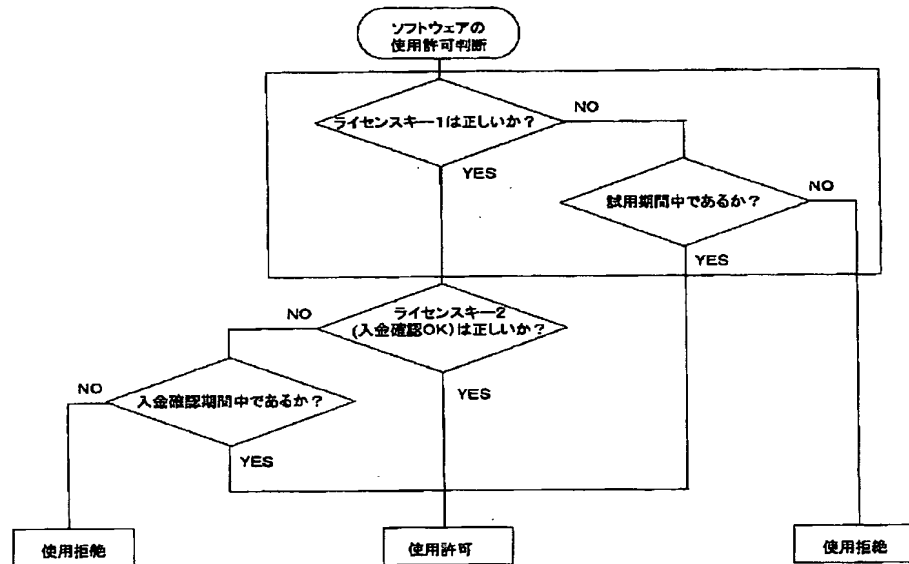 ソフトウェアの
使用許可判断
ライセンスキー1は正しいか？
NO
YES
試用期間中であるか？
NO
YES
ライセンスキー2
(入金確認OK)は正しいか？
NO
YES
入金確認期間中であるか？
NO
YES
使用拒絶
使用許可
使用拒絶